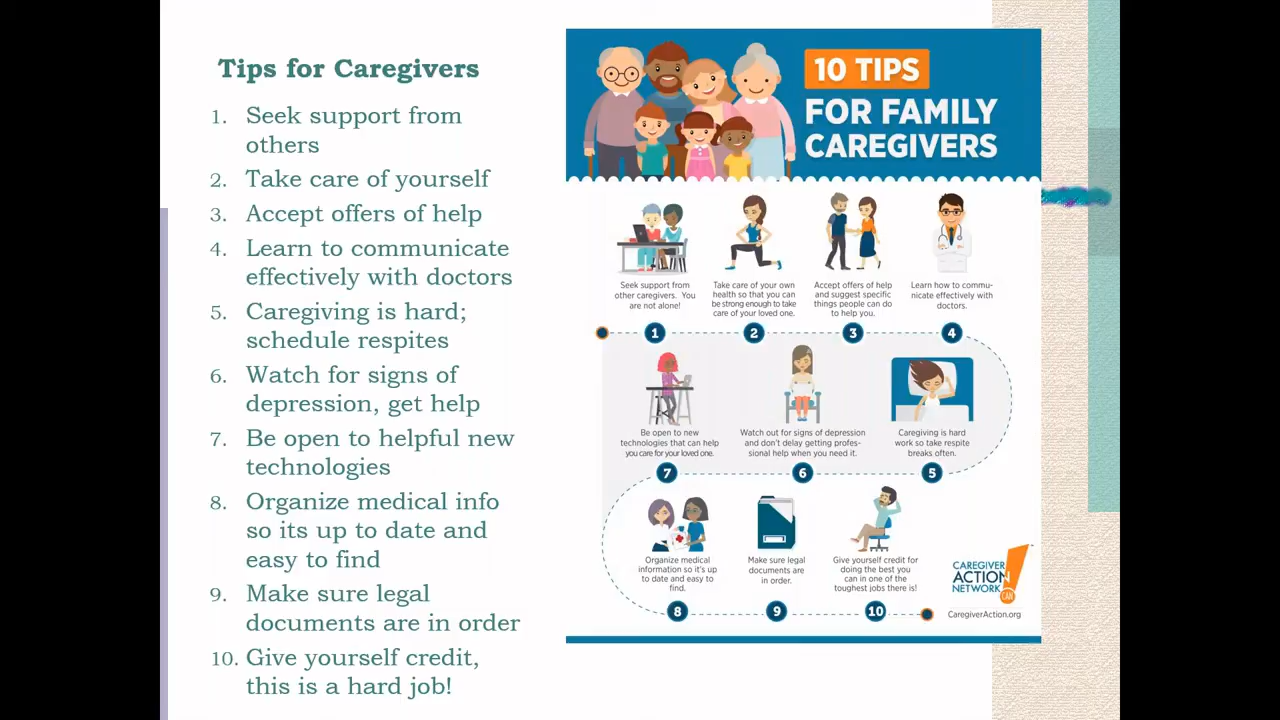 Tips for Caregivers
1. Seek support from
others
2. Take care of yourself
3. Accept offers of help
4. Learn to communicate
effectively with doctors
5. Caregiving is hard;
schedule respites
6. Watch for signs of
depression, get help
7. Be open to helpful new
technologies
8. Organize medical info
so its up to date and
easy to find
9. Make sure legal
documents are in order
10. Give yourself credit,
this is a hard job!
10 TIPS
FOR FAMILY
CAREGIVERS
Seek support from
other caregivers. You
are not alone!
1
Take care of your own
health so that you can
be strong enough to take
care of your loved one.
2
Accept offers of help
and suggest specific
things people can do
to help you.
3
Learn how to commu-
nicate effectively with
doctors.
4
Caregiving is hard
work so take respite
breaks often.
5
Watch out for signs of depression
and don't delay getting profes-
sional help when you need it.
6
Be open to new
technologies that can help
you care for your loved one.
7
Organize medical
information so it's up
to date and easy to
find.
8
Make sure legal
documents are
in order.
9
Give yourself credit for
doing the best you
can in one of the
toughest jobs there is!
10
CAREGIVER
ACTION
NETWORK
CAN
CaregiverAction.org